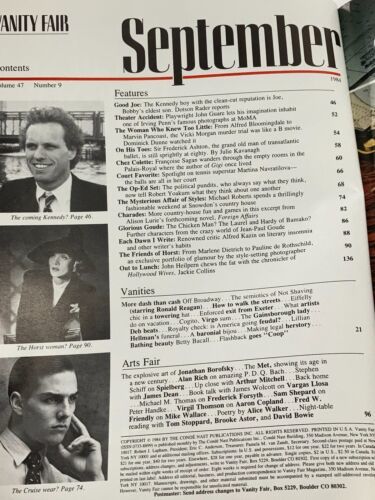 VANITY FAIR
September
Contents
Volume 47 Number 9
1984
Features
Good Joe: The Kennedy boy with the clean-cut reputation is Joe,
Bobby's eldest son. Dotson Rader reports 46
Theater Accident: Playwright John Guare lets his imagination inhabit
one of Irving Penn's famous photographs at MoMA 52
The Woman Who Knew Too Little: From Alfred Bloomingdale to
Marvin Pancoast, the Vicki Morgan murder trial was like a B movie.
Dominick Dunne watched it 54
On His Toes: Sir Frederick Ashton, the grand old man of transatlantic
ballet, is still sprightly at eighty. By Julie Kavanagh 58
Chez Colette: Françoise Sagan wanders through the empty rooms in the
Palais-Royal where the author of Gigi once lived 60
Court Favorite: Spotlight on tennis superstar Martina Navratilova—
the balls are all in her court 66
The Op-Ed Set: The political pundits, who always say what they think,
now tell Robert Yoakum what they think about one another 68
The Mysterious Affair of Styles: Michael Roberts spends a thrillingly
fashionable weekend at Snowdon's country house 74
Charades: More country-house fun and games in this excerpt from
Alison Lurie's forthcoming novel, Foreign Affairs 82
Glorious Goude: The Chicken Man? The Laurel and Hardy of Bamako?
Further characters from the crazy world of Jean-Paul Goude 86
Each Dawn I Write: Renowned critic Alfred Kazin on literary insomnia
and other writer's habits 88
The Friends of Horst: From Marlene Dietrich to Pauline de Rothschild,
an exclusive portfolio of glamour by the style-setting photographer 90
Out to Lunch: John Heilpern chews the fat with the chronicler of
Hollywood Wives, Jackie Collins 136
The coming Kennedy? Page 46.
Vanities
More dash than cash Off Broadway... The semiotics of Not Shaving
(starring Ronald Reagan)... How to walk the streets... Eiffelly
chic in a towering hat... Enforced exit from Exeter... What artists
do on vacation... Cognito, Virgo sum... The Gainsborough lady...
Deb beats... Royalty check: is America going feudal?... Lillian
Hellman's funeral... A baronial bijou... Making legal herstory...
Bathing beauty Betty Bacall... Flashback goes "Coop" 21
The Horst woman? Page 90.
Arts Fair
The explosive art of Jonathan Borofsky... The Met, showing its age in
a new century... Alan Rich on amazing P. D. Q. Bach... Stephen
Schiff on Spielberg... Up close with Arthur Mitchell... Back home
with James Dean... Book talk with James Wolcott on Vargas Llosa
... Michael M. Thomas on Frederick Forsyth... Sam Shepard on
Peter Handke... Virgil Thomson on Aaron Copland... Fred W.
Friendly on Mike Wallace... Poetry by Alice Walker... Night-table
reading with Tom Stoppard, Brooke Astor, and David Bowie 96
The Cruise wear? Page 74.
COPYRIGHT © 1984 BY THE CONDÉ NAST PUBLICATIONS INC. ALL RIGHTS RESERVED. PRINTED IN U.S.A. Vanity Fair
Postmaster: Send address changes to Vanity Fair, Box 5229, Boulder CO 80302.